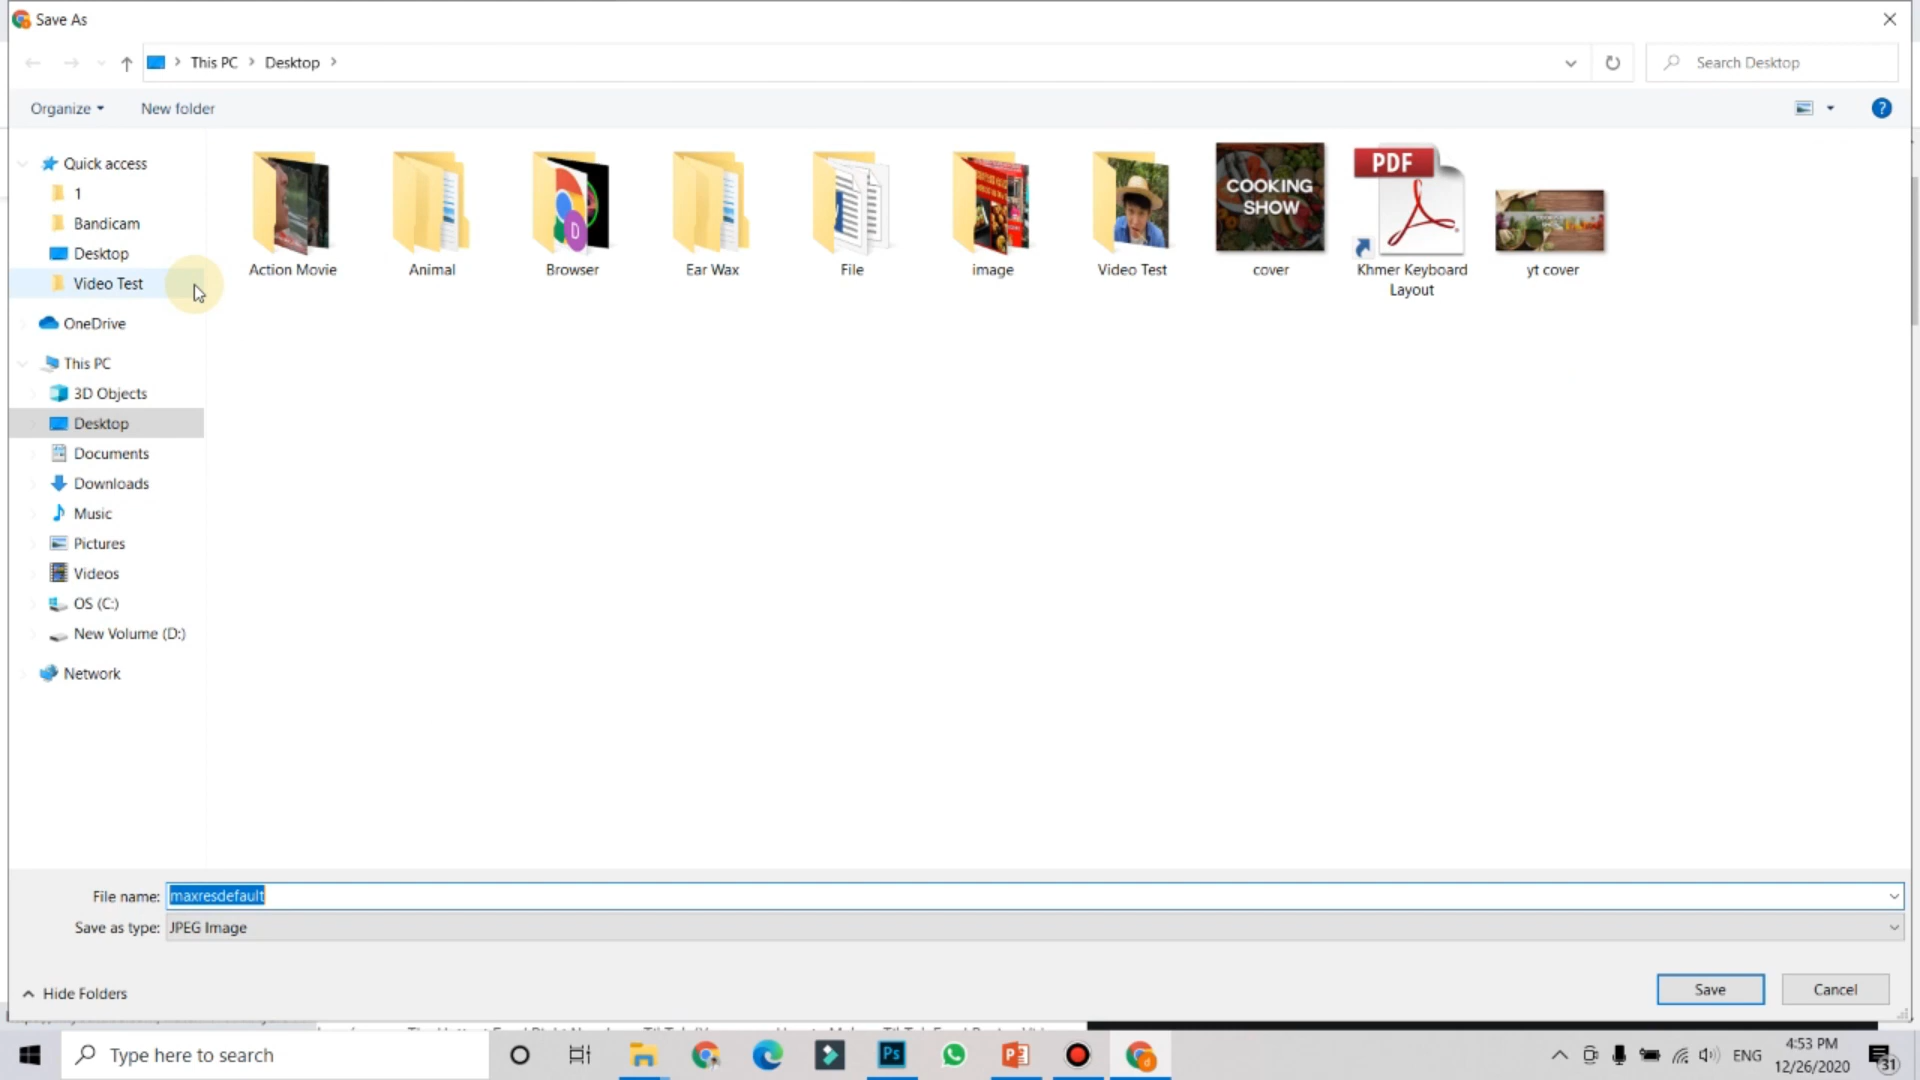 Save As
This PC > Desktop >
Search Desktop
Organize
New folder
Quick access
1
Bandicam
Desktop
Video Test
OneDrive
This PC
3D Objects
Desktop
Documents
Downloads
Music
Pictures
Videos
OS (C:)
New Volume (D:)
Network
Action Movie
Animal
D
Browser
Ear Wax
File
image
Video Test
COOKING
SHOW
cover
PDF
Khmer Keyboard
Layout
yt cover
File name: maxresdefault
Save as type: JPEG Image
Hide Folders
Save
Cancel
Type here to search
Ps
ENG
4:53 PM
12/26/2020
31